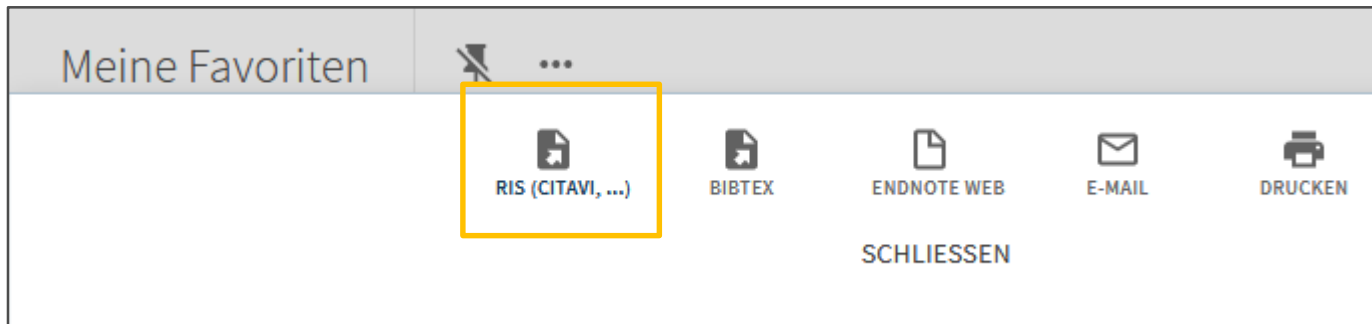 Meine Favoriten
RIS (CITAVI, ...) BIBTEX ENDNOTE WEB E-MAIL DRUCKEN
SCHLIESSEN